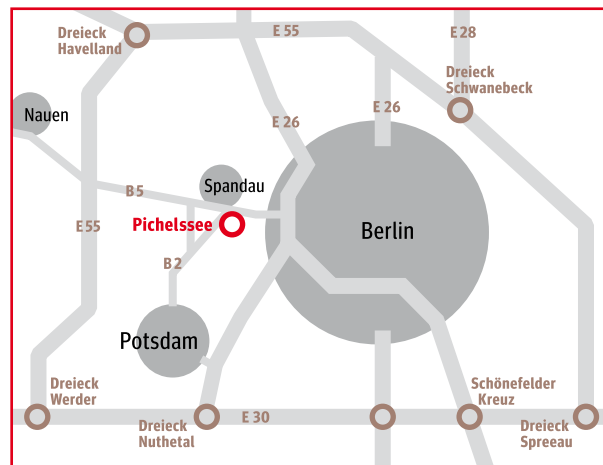 Dreieck
Havelland
E 55
E 28
Dreieck
Schwanebeck
Nauen
E 26
E 26
Spandau
B 5
Pichelssee
E 55
Berlin
B 2
Potsdam
Dreieck
Werder
Dreieck
Nuthetal
E 30
Schönefelder
Kreuz
Dreieck
Spreeau